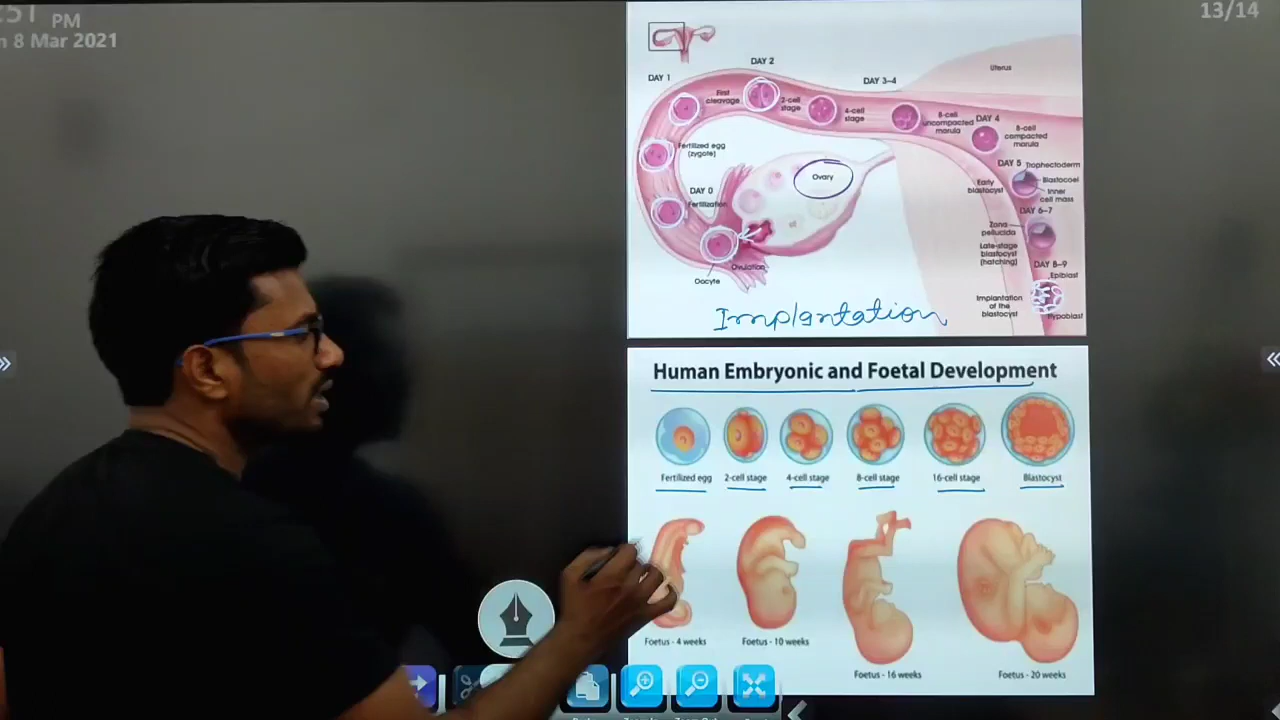 :51 PM
n 8 Mar 2021
13/14
DAY 2
DAY 1
DAY 3-4
Uterus
First
cleavage
2-cell
stage
4-cell
stage
8-cell
uncompacted
morula
DAY 4
8-cell
compacted
morula
Fertilized egg
(zygote)
DAY 5
Trophectoderm
Ovary
Early
blastocyst
Blastocoel
Inner
cell mass
DAY 0
Fertilization
DAY 6-7
Zona
pellucida
Late-stage
blastocyst
(hatching)
DAY 8-9
Epiblast
Ovulation
Oocyte
Implantation
of the
blastocyst
Hypoblast
Implantation
Human Embryonic and Foetal Development
Fertilized egg
2-cell stage
4-cell stage
8-cell stage
16-cell stage
Blastocyst
Foetus - 4 weeks
Foetus - 10 weeks
Foetus - 16 weeks
Foetus - 20 weeks